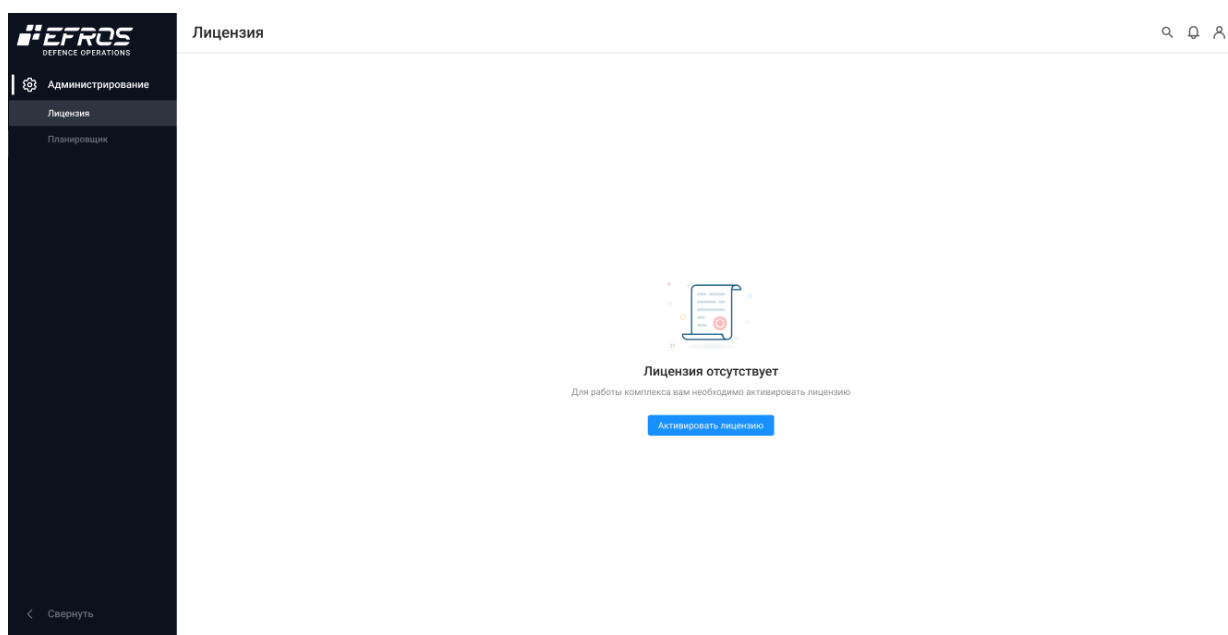 EFROS
DEFENCE OPERATIONS
Лицензия
Администрирование
Лицензия
Планировщик
Лицензия отсутствует
Для работы комплекса вам необходимо активировать лицензию
Активировать лицензию
Свернуть